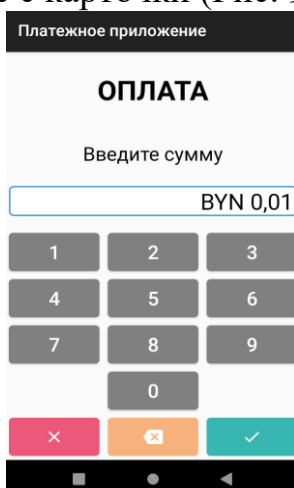 Платежное приложение
ОПЛАТА
Введите сумму
BYN 0,01
1 2 3
4 5 6
7 8 9
0